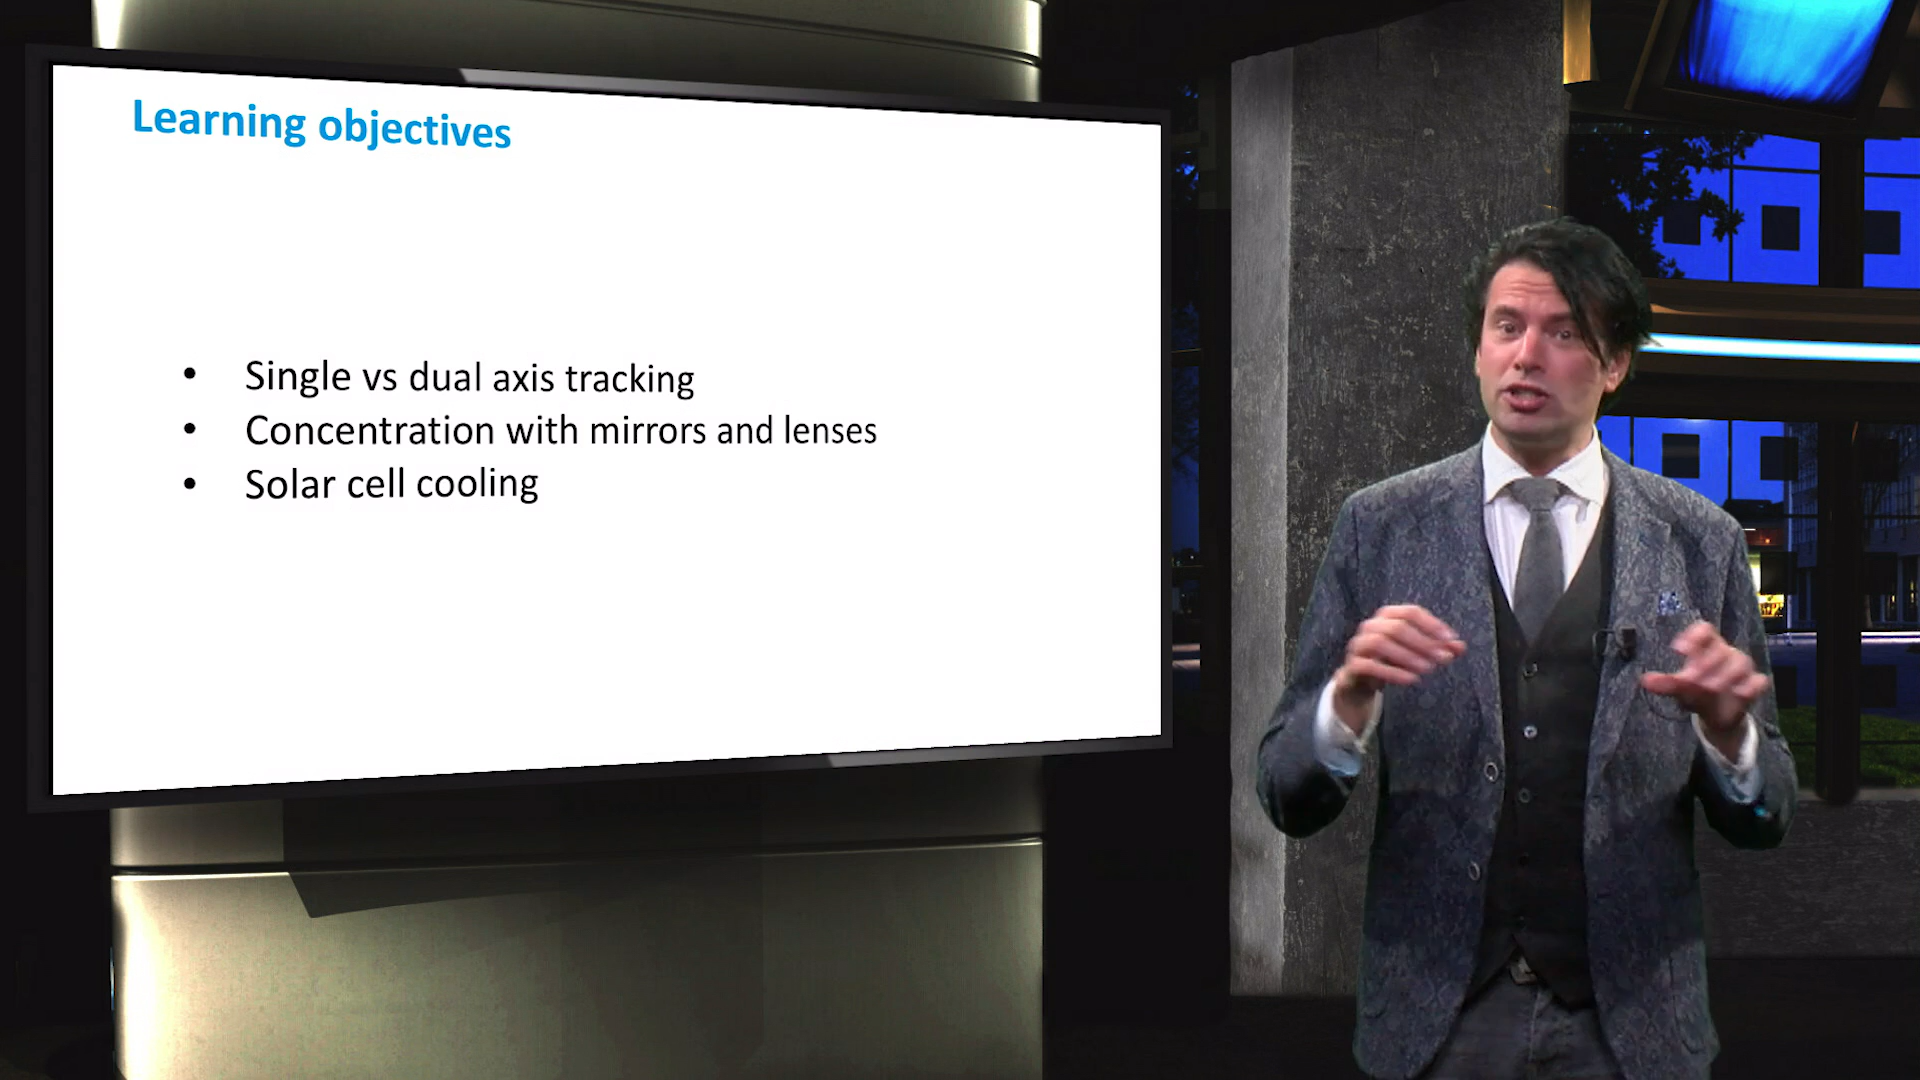 Learning objectives
• Single vs dual axis tracking
• Concentration with mirrors and lenses
• Solar cell cooling